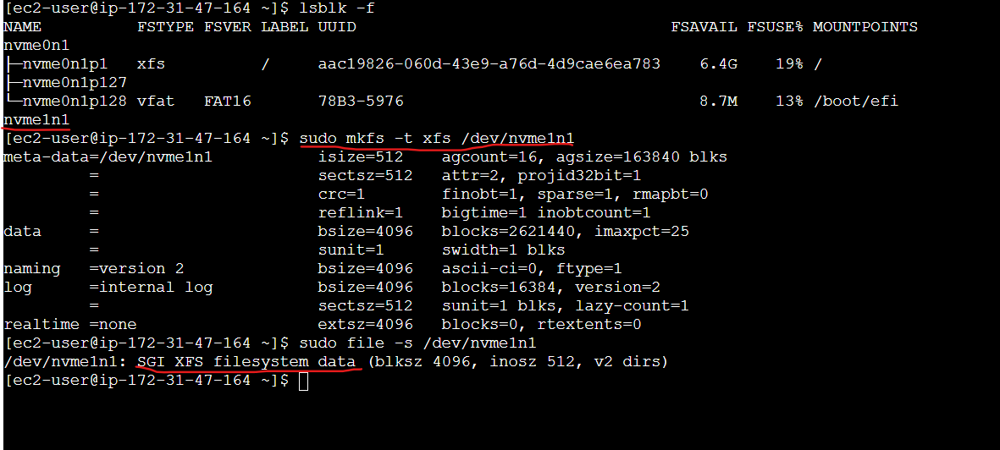 [ec2-user@ip-172-31-47-164 ~]$ lsblk -f
NAME          FSTYPE FSVER LABEL UUID                                 FSAVAIL FSUSE% MOUNTPOINTS
nvme0n1
├─nvme0n1p1   xfs          /     aac19826-060d-43e9-a76d-4d9cae6ea783    6.4G    19% /
├─nvme0n1p127
└─nvme0n1p128 vfat   FAT16       78B3-5976                               8.7M    13% /boot/efi
nvme1n1
[ec2-user@ip-172-31-47-164 ~]$ sudo mkfs -t xfs /dev/nvme1n1
meta-data=/dev/nvme1n1           isize=512    agcount=16, agsize=163840 blks
         =                       sectsz=512   attr=2, projid32bit=1
         =                       crc=1        finobt=1, sparse=1, rmapbt=0
         =                       reflink=1    bigtime=1 inobtcount=1
data     =                       bsize=4096   blocks=2621440, imaxpct=25
         =                       sunit=1      swidth=1 blks
naming   =version 2              bsize=4096   ascii-ci=0, ftype=1
log      =internal log           bsize=4096   blocks=16384, version=2
         =                       sectsz=512   sunit=1 blks, lazy-count=1
realtime =none                   extsz=4096   blocks=0, rtextents=0
[ec2-user@ip-172-31-47-164 ~]$ sudo file -s /dev/nvme1n1
/dev/nvme1n1: SGI XFS filesystem data (blksz 4096, inosz 512, v2 dirs)
[ec2-user@ip-172-31-47-164 ~]$